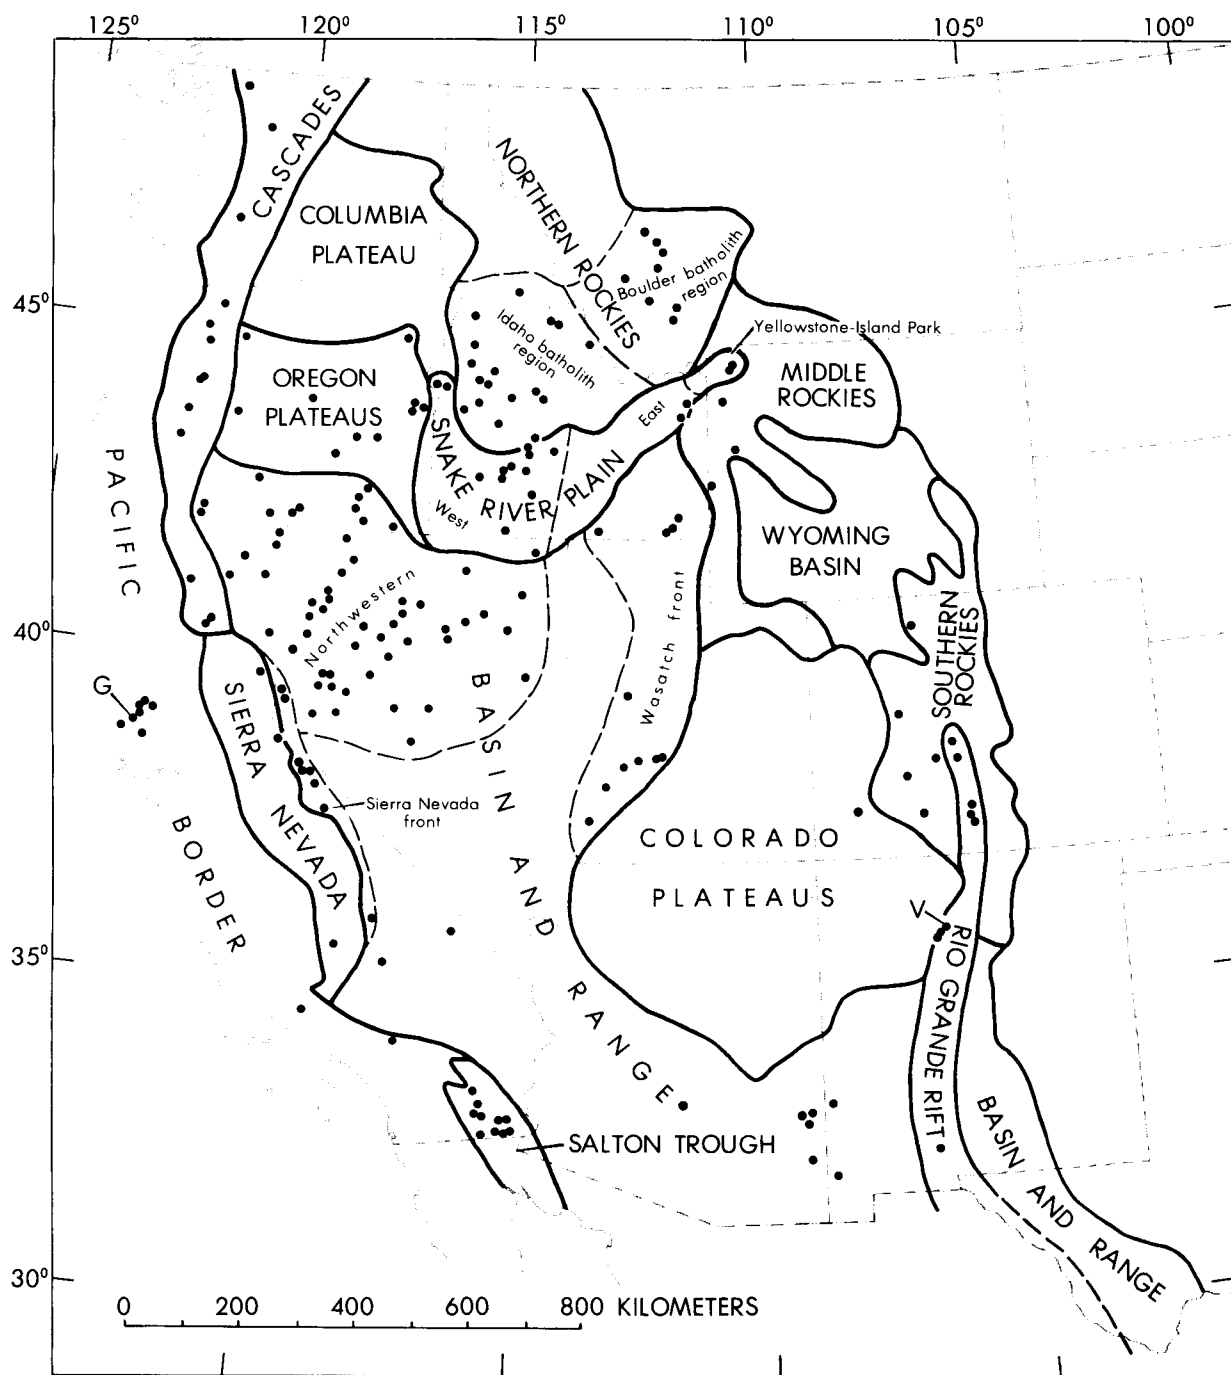 125° 120° 115° 110° 105° 100°
CASCADES
COLUMBIA
PLATEAU
NORTHERN ROCKIES
Boulder batholith
region
45°
Idaho batholith
region
Yellowstone-Island Park
MIDDLE
ROCKIES
OREGON
PLATEAUS
SNAKE RIVER PLAIN
East
West
PACIFIC BORDER
WYOMING
BASIN
Northwestern
Wasatch front
40°
SOUTHERN
ROCKIES
G
SIERRA NEVADA
BASIN AND RANGE
Sierra Nevada
front
COLORADO
PLATEAUS
V
35°
RIO GRANDE RIFT
SALTON TROUGH
BASIN AND RANGE
30°
0 200 400 600 800 KILOMETERS